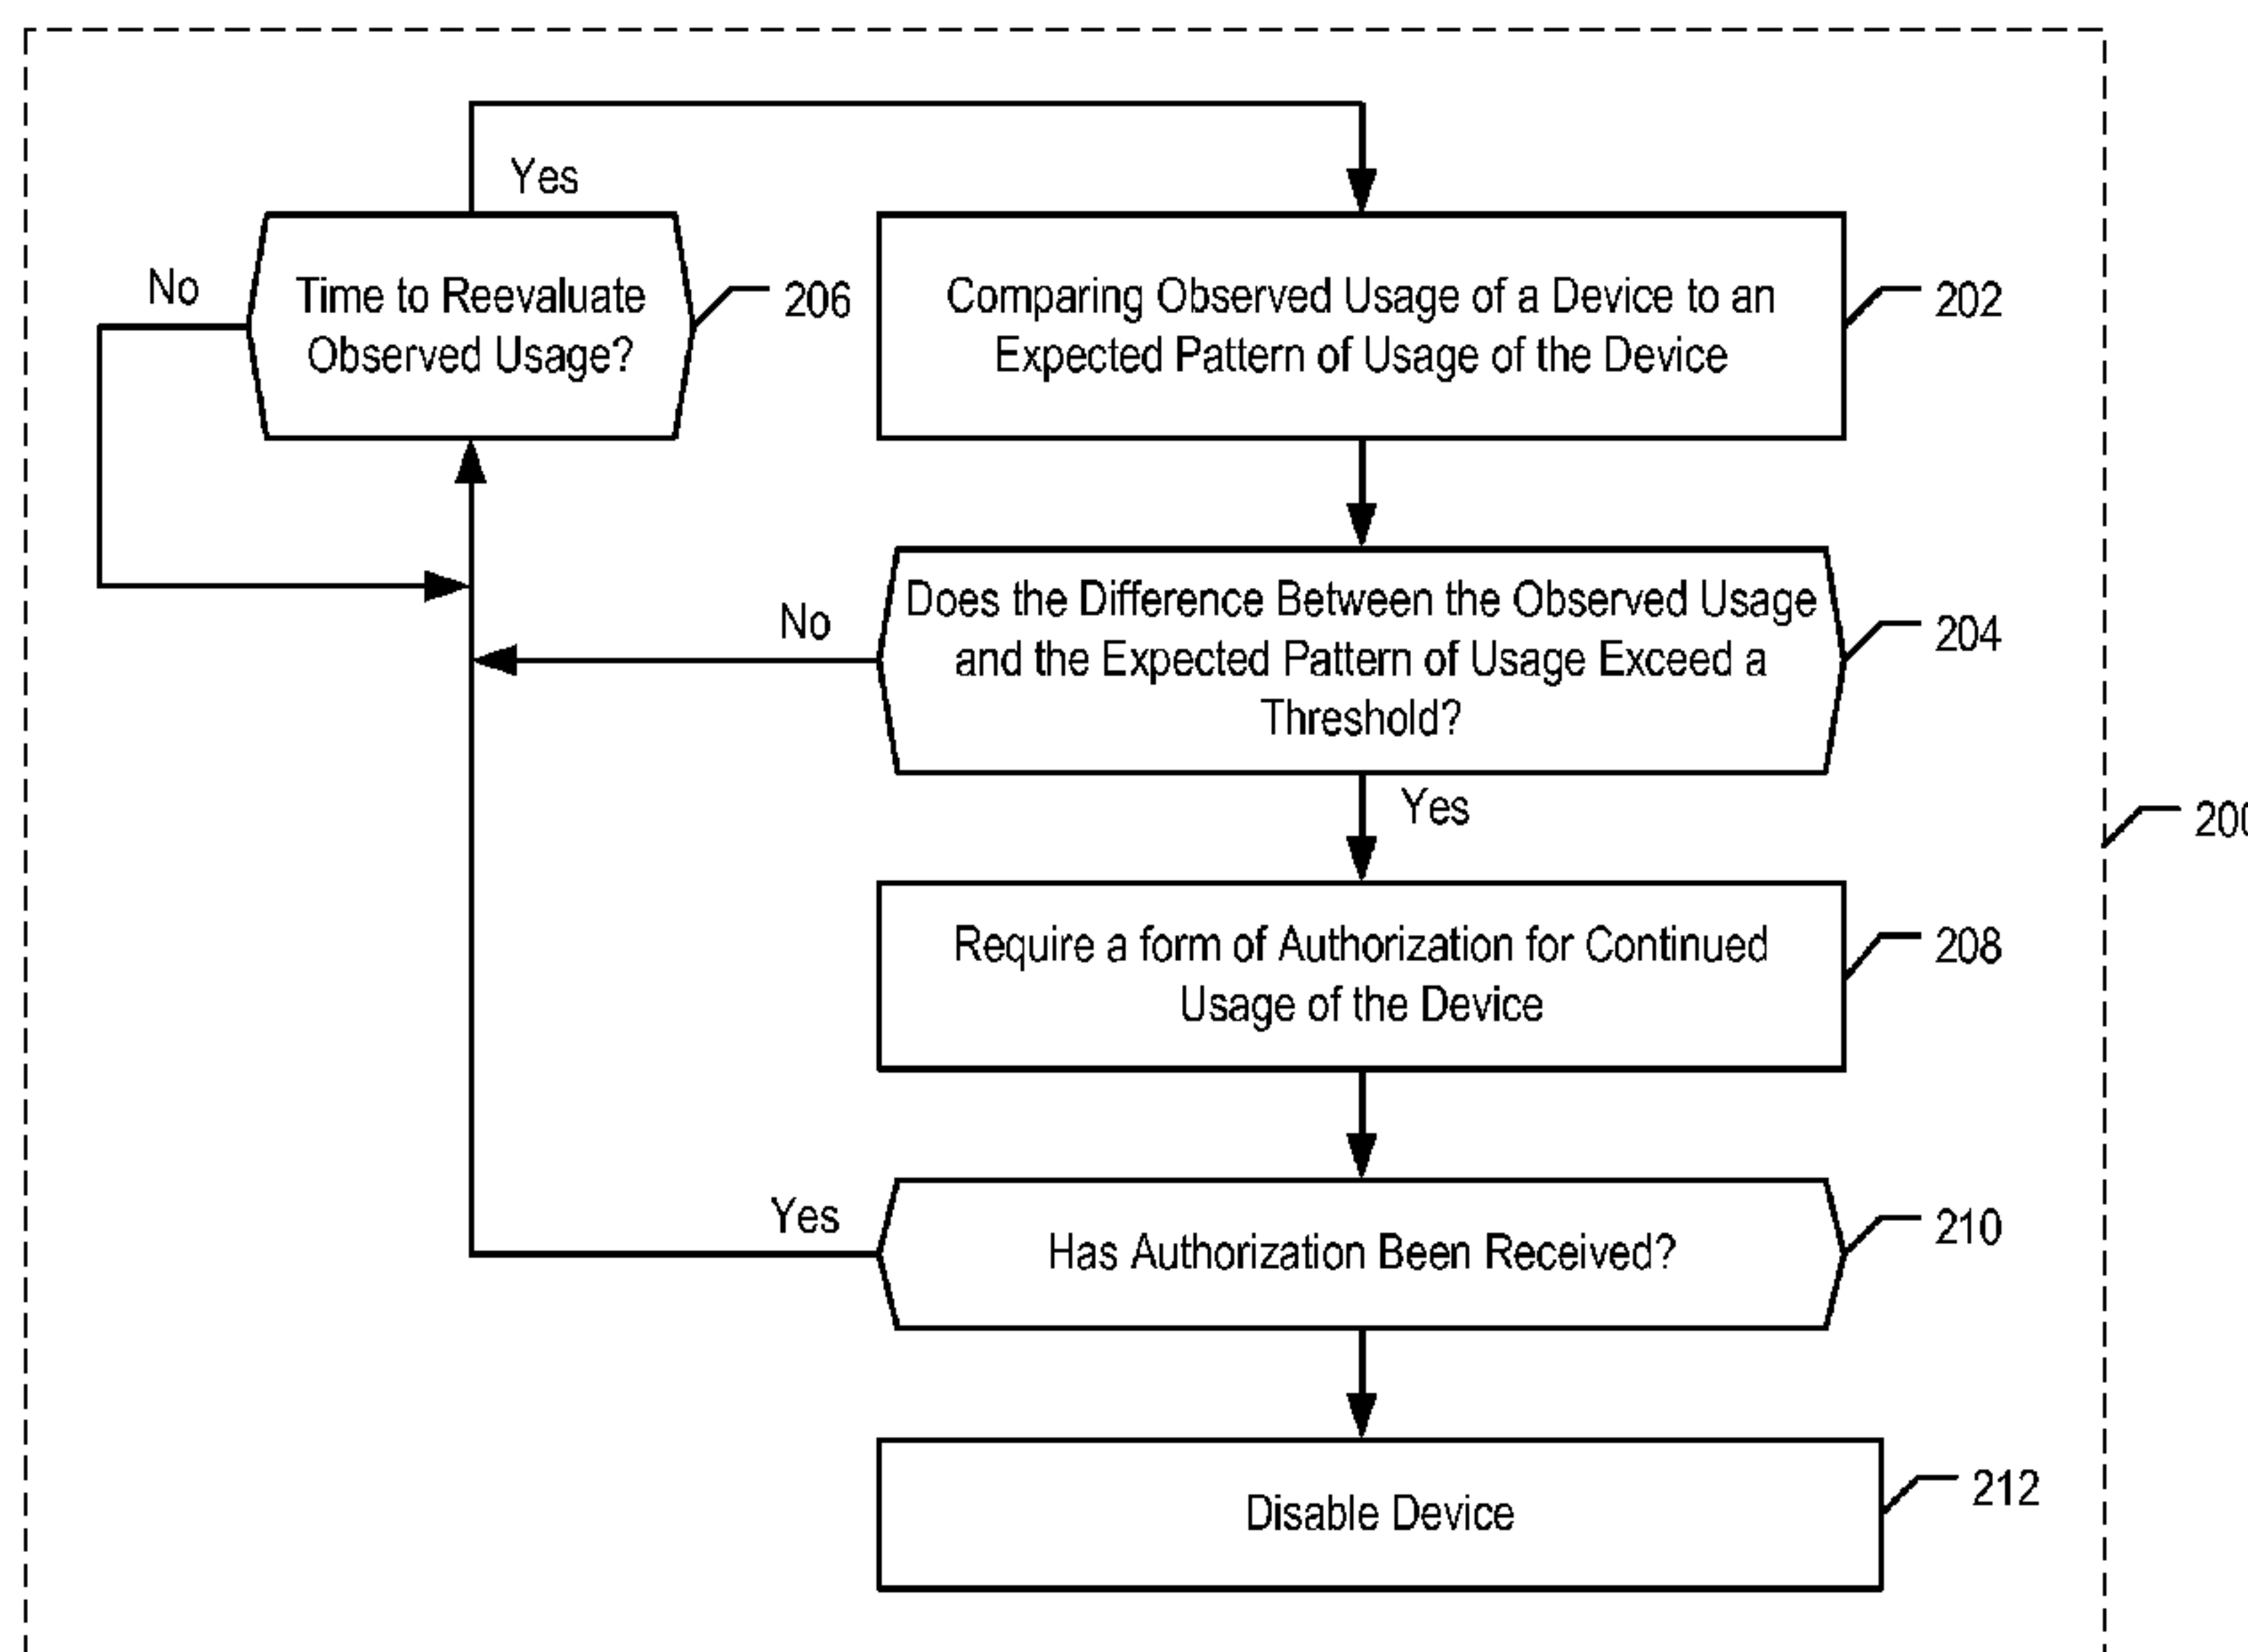 Yes
No
Time to Reevaluate
Observed Usage?
206
Comparing Observed Usage of a Device to an
Expected Pattern of Usage of the Device
202
No
Does the Difference Between the Observed Usage
and the Expected Pattern of Usage Exceed a
Threshold?
204
Yes
200
Require a form of Authorization for Continued
Usage of the Device
208
Yes
Has Authorization Been Received?
210
Disable Device
212